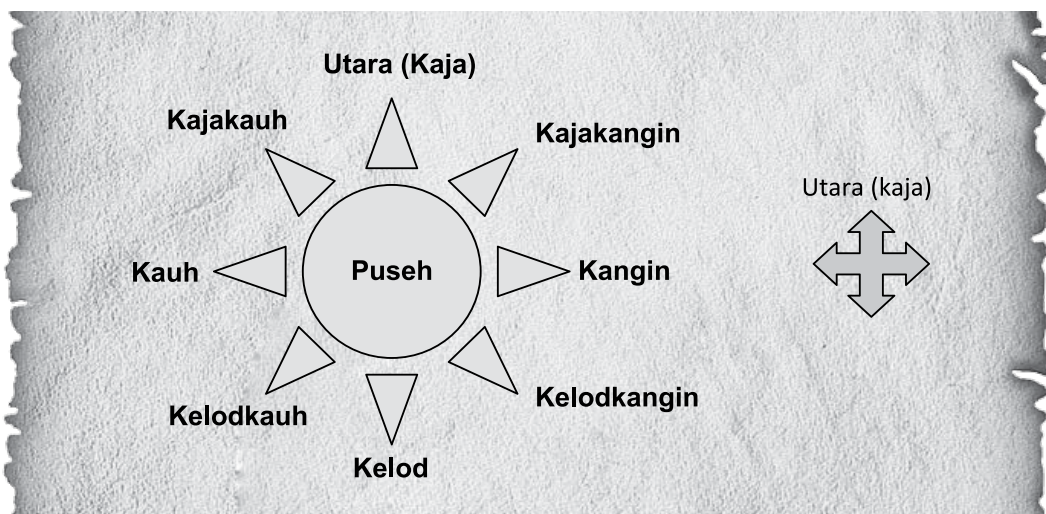 Utara (Kaja)
Kajakauh
Kajakangin
Utara (kaja)
Kauh
Puseh
Kangin
Kelodkangin
Kelodkauh
Kelod